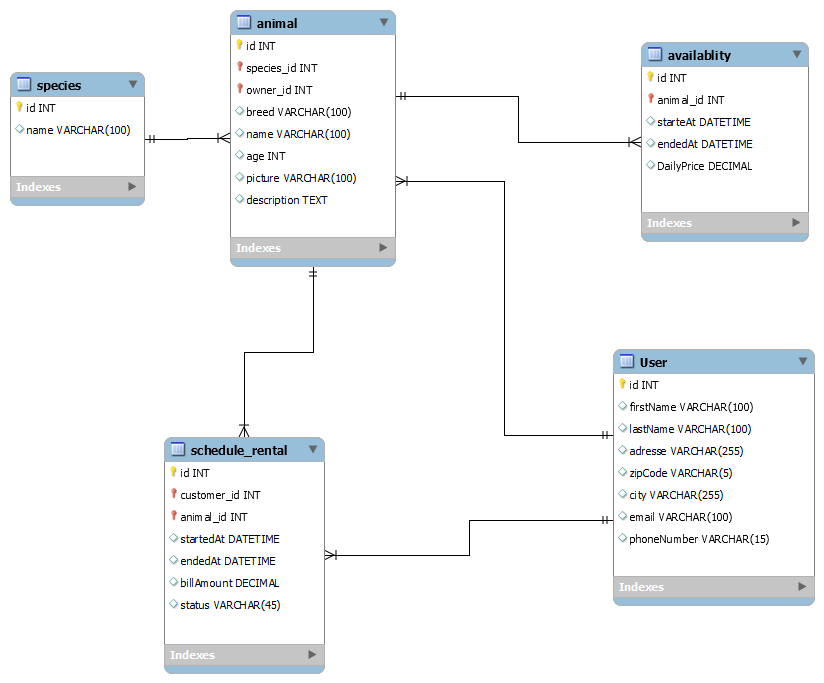 species
id INT
name VARCHAR(100)
Indexes
animal
id INT
species_id INT
owner_id INT
breed VARCHAR(100)
name VARCHAR(100)
age INT
picture VARCHAR(100)
description TEXT
Indexes
availablity
id INT
animal_id INT
starteAt DATETIME
endedAt DATETIME
DailyPrice DECIMAL
Indexes
schedule_rental
id INT
customer_id INT
animal_id INT
startedAt DATETIME
endedAt DATETIME
billAmount DECIMAL
status VARCHAR(45)
Indexes
User
id INT
firstName VARCHAR(100)
lastName VARCHAR(100)
adresse VARCHAR(255)
zipCode VARCHAR(5)
city VARCHAR(255)
email VARCHAR(100)
phoneNumber VARCHAR(15)
Indexes